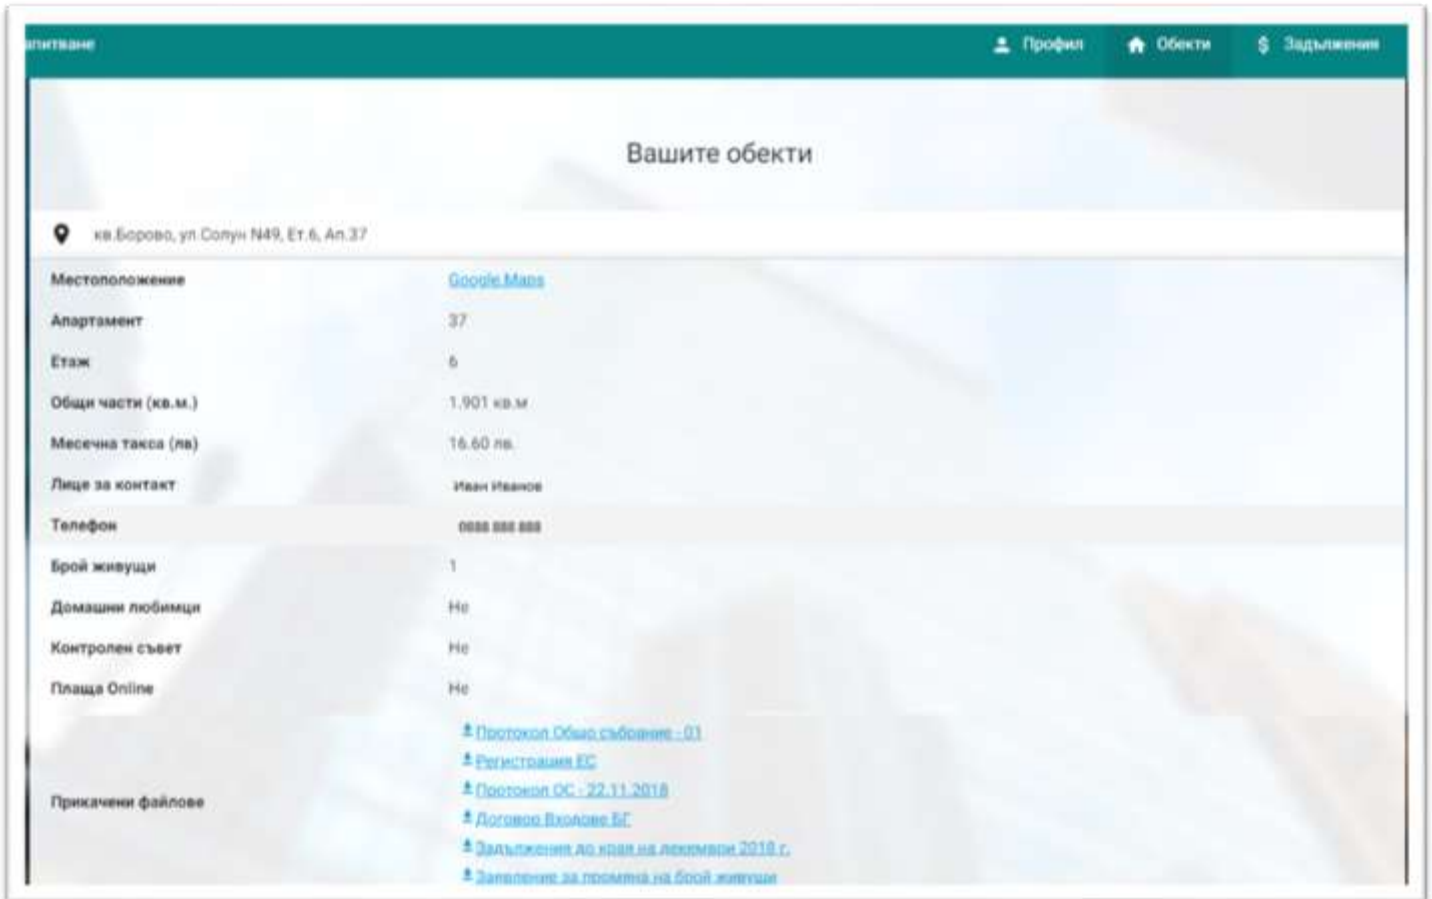 апитване Профил Обекти $ Задължения
Вашите обекти
кв.Борово, ул.Солун N49, Ет.6, Ап.37
Местоположение Google Maps
Апартамент 37
Етаж 6
Общи части (кв.м.) 1.901 кв.м
Месечна такса (лв) 16.60 лв.
Лице за контакт Иван Иванов
Телефон 0888 888 888
Брой живущи 1
Домашни любимци Не
Контролен съвет Не
Плаща Online Не
Прикачени файлове
Протокол Общо събрание - 01
Регистрация ЕС
Протокол ОС - 22.11.2018
Договор Входове БГ
Задължения до края на декември 2018 г.
Заявление за промяна на брой живущи